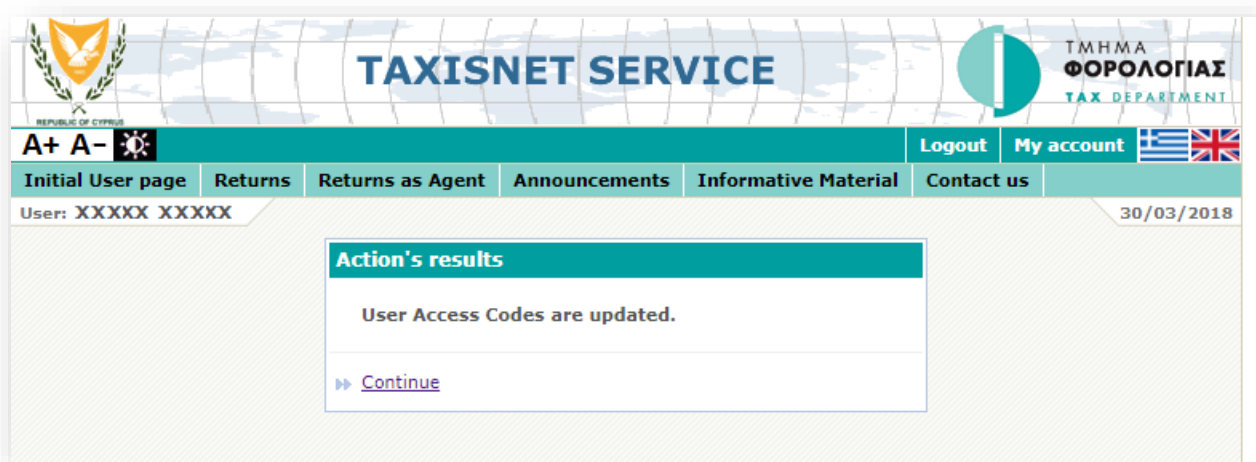 REPUBLIC OF CYPRUS
TAXISNET SERVICE
ΤΜΗΜΑ
ΦΟΡΟΛΟΓΙΑΣ
TAX DEPARTMENT
A+ A-
Logout My account
Initial User page Returns Returns as Agent Announcements Informative Material Contact us
User: XXXXX XXXXX
30/03/2018
Action's results
User Access Codes are updated.
Continue